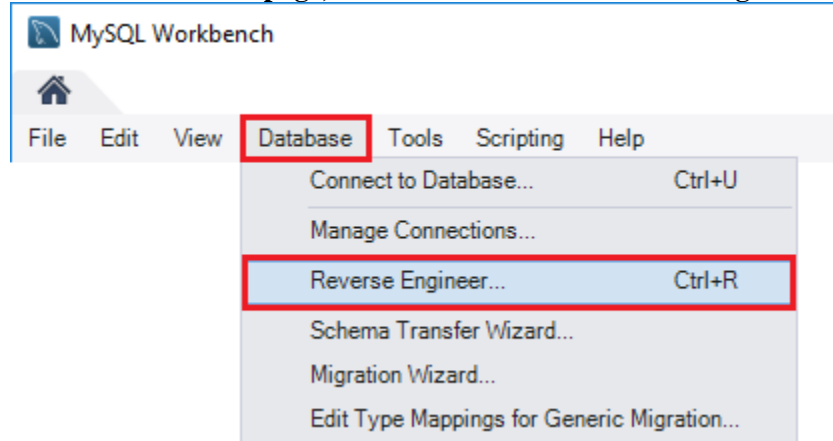 MySQL Workbench
File Edit View Database Tools Scripting Help
Connect to Database... Ctrl+U
Manage Connections...
Reverse Engineer... Ctrl+R
Schema Transfer Wizard...
Migration Wizard...
Edit Type Mappings for Generic Migration...